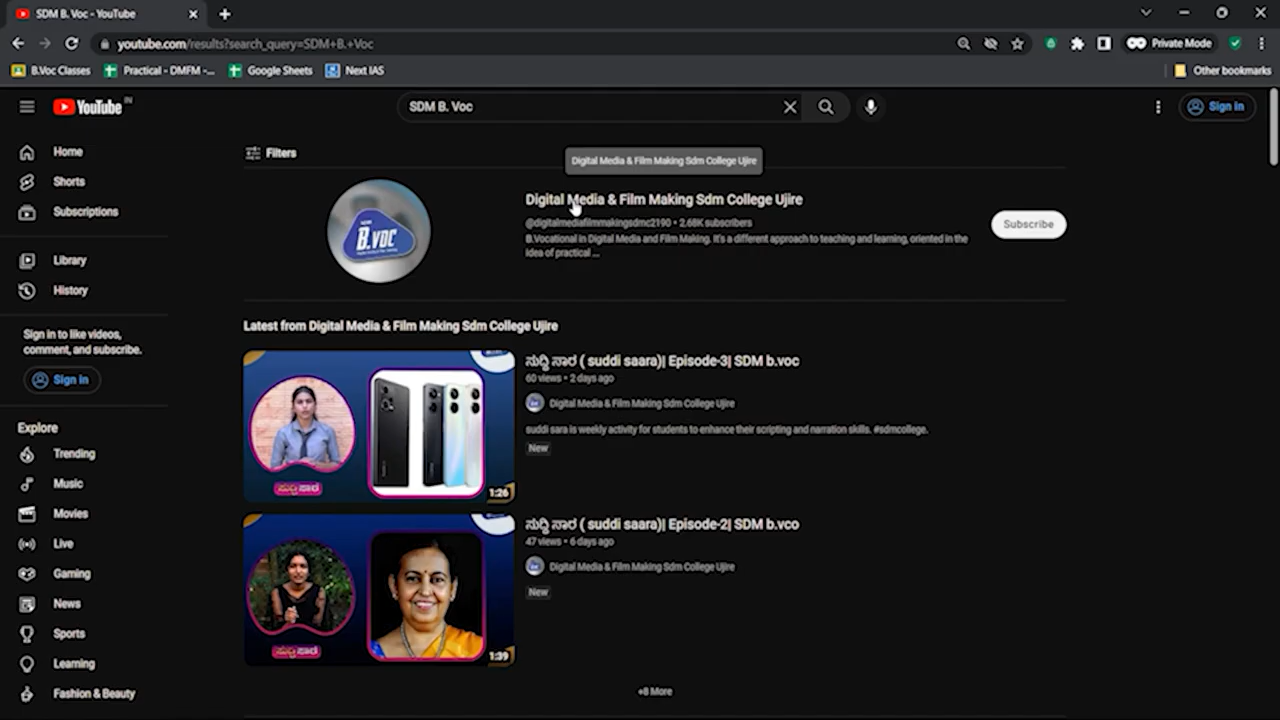 SDM B. Voc - YouTube
youtube.com/results?search_query=SDM+B.+Voc
Private Mode
B.Voc Classes
Practical - DMFM -...
Google Sheets
Next IAS
Other bookmarks
YouTube IN
SDM B. Voc
Sign in
Home
Shorts
Subscriptions
Library
History
Sign in to like videos,
comment, and subscribe.
Sign in
Explore
Trending
Music
Movies
Live
Gaming
News
Sports
Learning
Fashion & Beauty
Filters
Digital Media & Film Making Sdm College Ujire
B.VOC
Digital Media & Film Making Sdm College Ujire
@digitalmediafilmmakingsdmc2190 • 2.68K subscribers
B.Vocational in Digital Media and Film Making. It's a different approach to teaching and learning, oriented in the
idea of practical ...
Subscribe
Latest from Digital Media & Film Making Sdm College Ujire
ಸುದ್ದಿ ಸಾರ ( suddi saara)| Episode-3| SDM b.voc
60 views • 2 days ago
Digital Media & Film Making Sdm College Ujire
suddi sara is weekly activity for students to enhance their scripting and narration skills. #sdmcollege.
New
ಸುದ್ದಿಸಾರ
1:26
ಸುದ್ದಿ ಸಾರ ( suddi saara)| Episode-2| SDM b.vco
47 views • 6 days ago
Digital Media & Film Making Sdm College Ujire
New
ಸುದ್ದಿಸಾರ
1:39
+8 More